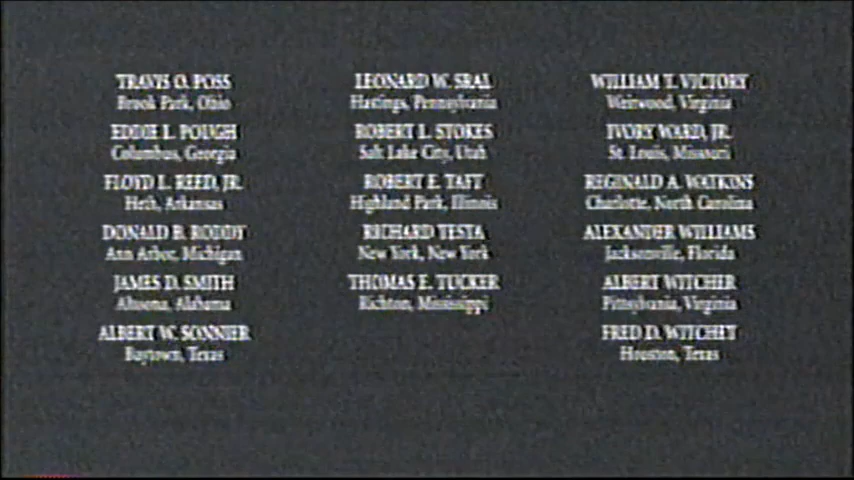 TRAVIS O. POSS
Brook Park, Ohio
EDDIE L. POUGH
Columbus, Georgia
FLOYD L. REED, JR.
Heth, Arkansas
DONALD B. RODDY
Ann Arbor, Michigan
JAMES D. SMITH
Altoona, Alabama
ALBERT W. SONNIER
Baytown, Texas
LEONARD W. SRAL
Hastings, Pennsylvania
ROBERT L. STOKES
Salt Lake City, Utah
ROBERT E. TAFT
Highland Park, Illinois
RICHARD TESTA
New York, New York
THOMAS E. TUCKER
Richton, Mississippi
WILLIAM T. VICTORY
Weirwood, Virginia
IVORY WARD, JR.
St. Louis, Missouri
REGINALD A. WATKINS
Charlotte, North Carolina
ALEXANDER WILLIAMS
Jacksonville, Florida
ALBERT WITCHER
Pittsylvania, Virginia
FRED D. WITCHEY
Houston, Texas